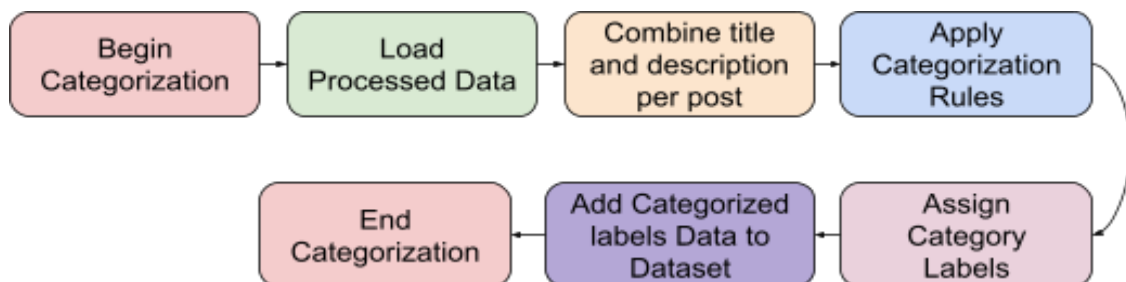 Begin
Categorization
Load
Processed Data
Combine title
and description
per post
Apply
Categorization
Rules
Assign
Category
Labels
Add Categorized
labels Data to
Dataset
End
Categorization